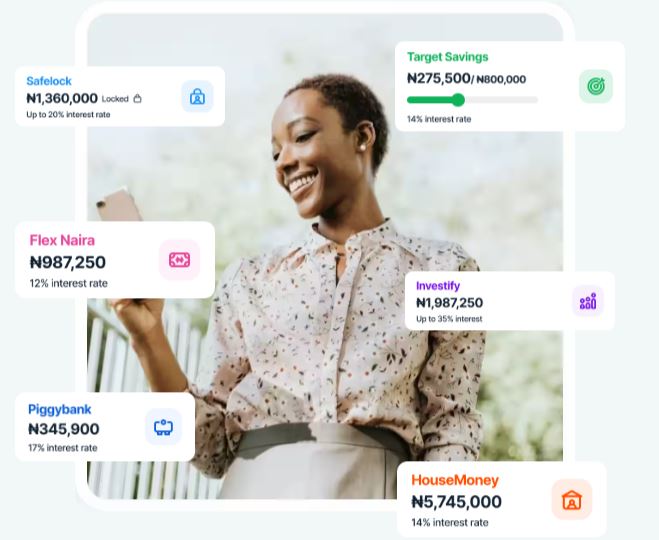 Safelock
₦1,360,000 Locked
Up to 20% interest rate
Target Savings
₦275,500/ ₦800,000
14% interest rate
Flex Naira
₦987,250
12% interest rate
Investify
₦1,987,250
Up to 35% interest
Piggybank
₦345,900
17% interest rate
HouseMoney
₦5,745,000
14% interest rate